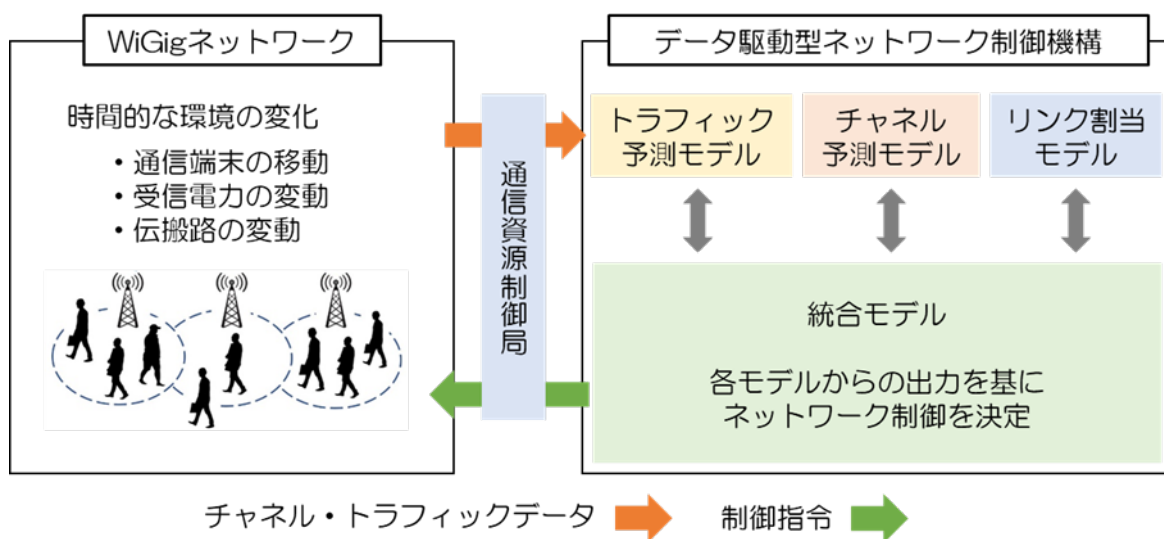 WiGigネットワーク
時間的な環境の変化
・通信端末の移動
・受信電力の変動
・伝搬路の変動
通信資源制御局
データ駆動型ネットワーク制御機構
トラフィック
予測モデル
チャネル
予測モデル
リンク割当
モデル
統合モデル
各モデルからの出力を基に
ネットワーク制御を決定
チャネル・トラフィックデータ
制御指令